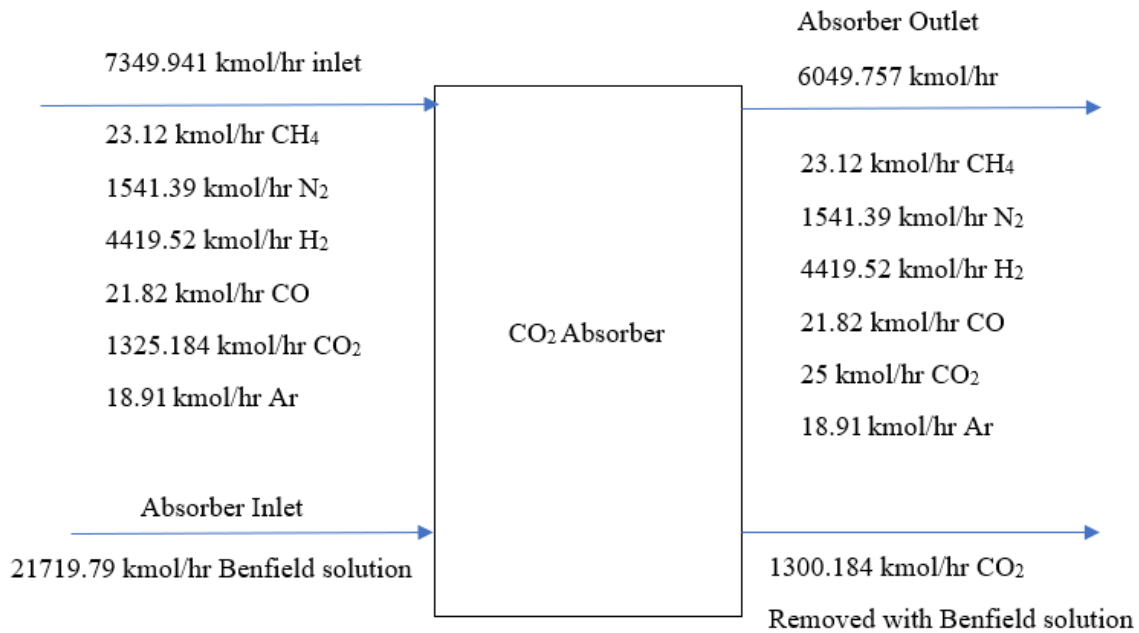 7349.941 kmol/hr inlet
23.12 kmol/hr CH₄
1541.39 kmol/hr N₂
4419.52 kmol/hr H₂
21.82 kmol/hr CO
1325.184 kmol/hr CO₂
18.91 kmol/hr Ar
Absorber Inlet
21719.79 kmol/hr Benfield solution
CO₂ Absorber
Absorber Outlet
6049.757 kmol/hr
23.12 kmol/hr CH₄
1541.39 kmol/hr N₂
4419.52 kmol/hr H₂
21.82 kmol/hr CO
25 kmol/hr CO₂
18.91 kmol/hr Ar
1300.184 kmol/hr CO₂
Removed with Benfield solution